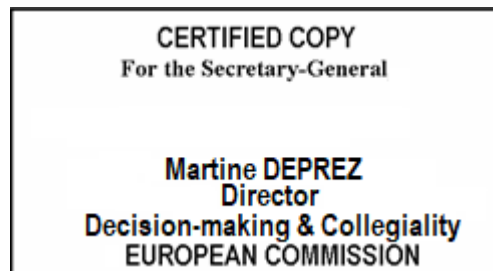 CERTIFIED COPY
For the Secretary-General
Martine DEPREZ
Director
Decision-making & Collegiality
EUROPEAN COMMISSION